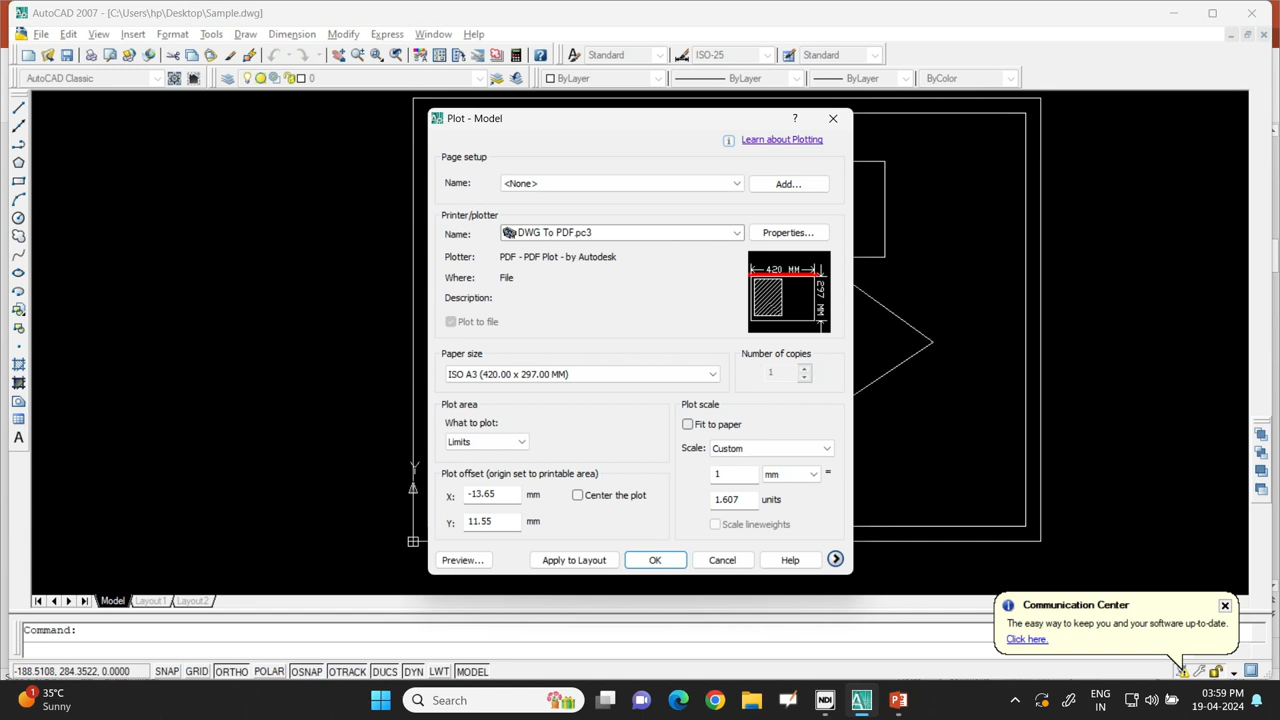 AutoCAD 2007 - [C:\Users\hp\Desktop\Sample.dwg]
File Edit View Insert Format Tools Draw Dimension Modify Express Window Help
Standard ISO-25 Standard
AutoCAD Classic 0 ByLayer ByLayer ByLayer ByColor
Plot - Model
Learn about Plotting
Page setup
Name: <None> Add...
Printer/plotter
Name: DWG To PDF.pc3 Properties...
Plotter: PDF - PDF Plot - by Autodesk
Where: File
Description:
Plot to file
420 MM
297 MM
Paper size
ISO A3 (420.00 x 297.00 MM)
Number of copies
1
Plot area
What to plot:
Limits
Plot scale
Fit to paper
Scale: Custom
1 mm =
1.607 units
Scale lineweights
Plot offset (origin set to printable area)
X: -13.65 mm Center the plot
Y: 11.55 mm
Preview... Apply to Layout OK Cancel Help
Y
A
Model Layout1 Layout2
Command:
Communication Center
The easy way to keep you and your software up-to-date.
Click here.
-188.5108, 284.3522, 0.0000 SNAP GRID ORTHO POLAR OSNAP OTRACK DUCS DYN LWT MODEL
1
35°C
Sunny
Search
ENG
IN
03:59 PM
19-04-2024